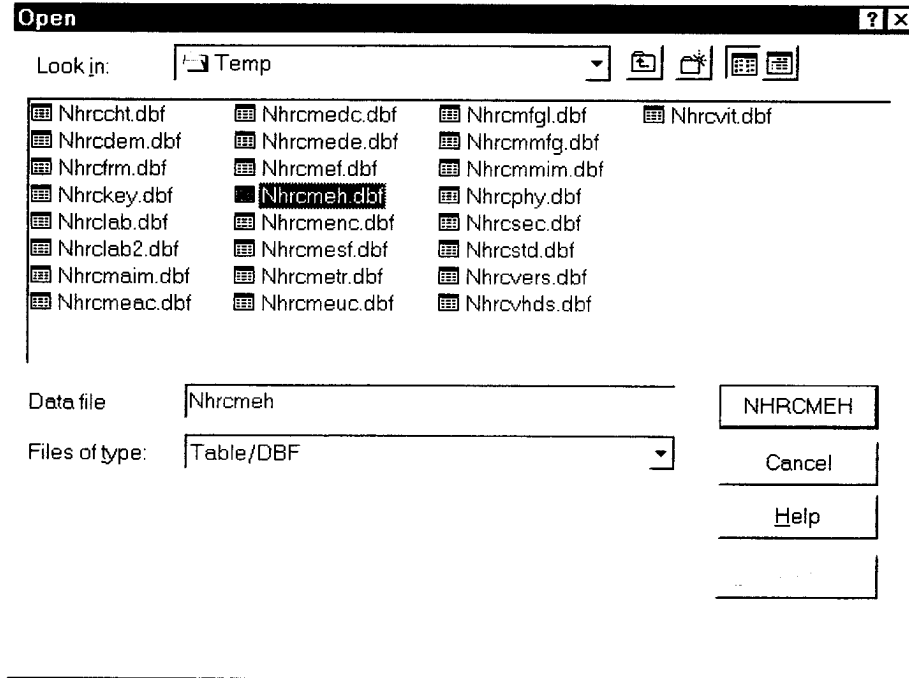 Open
Look in: Temp
Nhrccht.dbf Nhrcmedc.dbf Nhrcmfgl.dbf Nhrcvit.dbf
Nhrcdem.dbf Nhrcmede.dbf Nhrcmmfg.dbf
Nhrcfrm.dbf Nhrcmef.dbf Nhrcmmim.dbf
Nhrckey.dbf Nhrcmeh.dbf Nhrcphy.dbf
Nhrclab.dbf Nhrcmenc.dbf Nhrcsec.dbf
Nhrclab2.dbf Nhrcmesf.dbf Nhrcstd.dbf
Nhrcmaim.dbf Nhrcmetr.dbf Nhrcvers.dbf
Nhrcmeac.dbf Nhrcmeuc.dbf Nhrcvhds.dbf
Data file Nhrcmeh NHRCMEH
Files of type: Table/DBF Cancel
Help